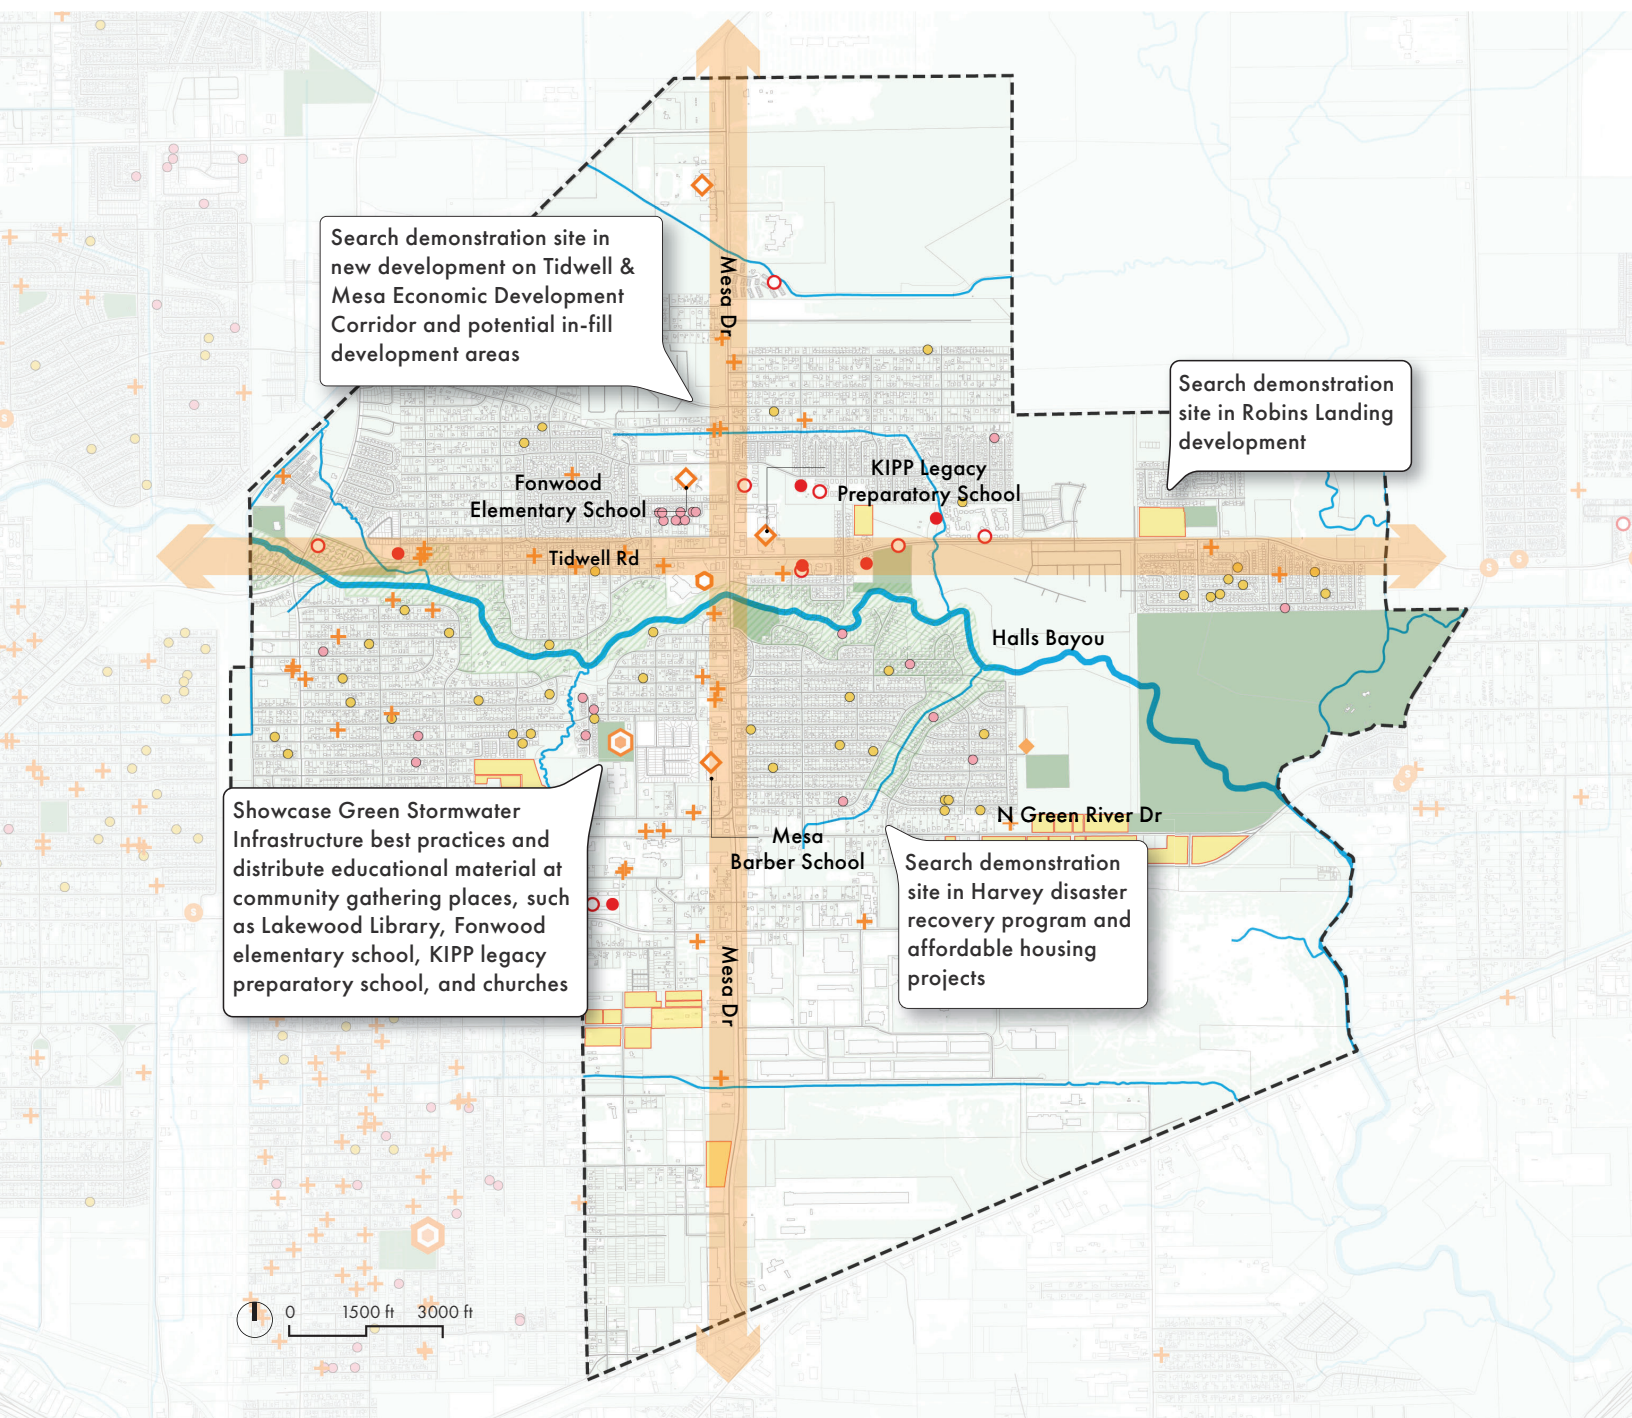 Search demonstration site in
new development on Tidwell &
Mesa Economic Development
Corridor and potential in-fill
development areas
Mesa Dr
Search demonstration
site in Robins Landing
development
KIPP Legacy
Preparatory School
Fonwood
Elementary School
Tidwell Rd
Halls Bayou
N Green River Dr
Mesa
Barber School
Showcase Green Stormwater
Infrastructure best practices and
distribute educational material at
community gathering places, such
as Lakewood Library, Fonwood
elementary school, KIPP legacy
preparatory school, and churches
Search demonstration
site in Harvey disaster
recovery program and
affordable housing
projects
Mesa Dr
0 1500 ft 3000 ft
S
S
S
S
S